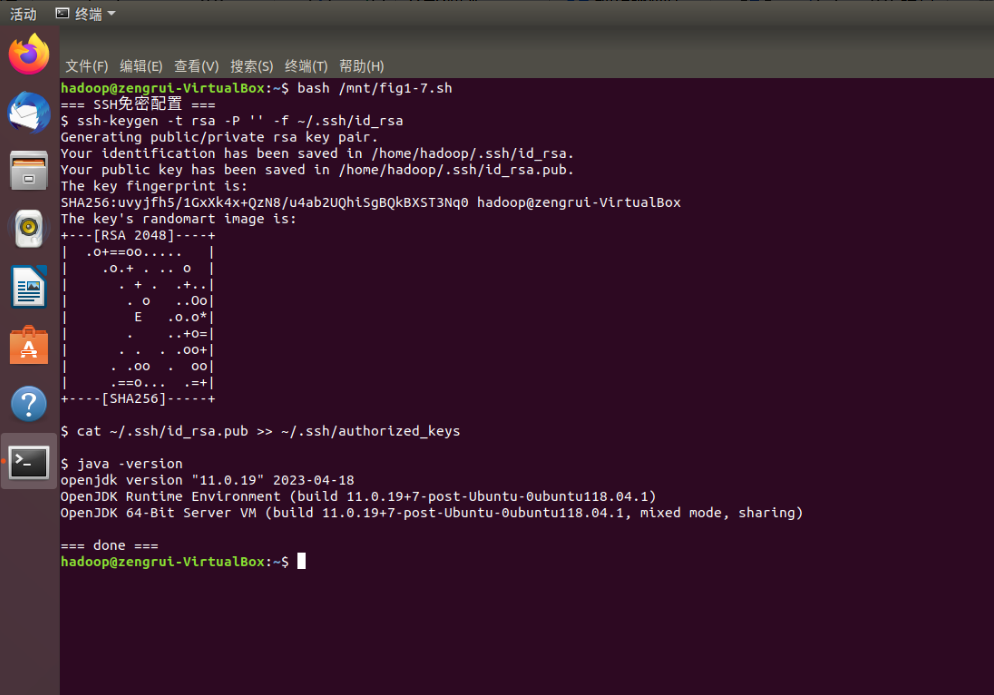 活动 终端
文件(F) 编辑(E) 查看(V) 搜索(S) 终端(T) 帮助(H)
hadoop@zengrui-VirtualBox:~$ bash /mnt/fig1-7.sh
=== SSH免密配置 ===
$ ssh-keygen -t rsa -P '' -f ~/.ssh/id_rsa
Generating public/private rsa key pair.
Your identification has been saved in /home/hadoop/.ssh/id_rsa.
Your public key has been saved in /home/hadoop/.ssh/id_rsa.pub.
The key fingerprint is:
SHA256:uvyjfh5/1GxXk4x+QzN8/u4ab2UQhiSgBQkBXST3Nq0 hadoop@zengrui-VirtualBox
The key's randomart image is:
+---[RSA 2048]----+
|  .o+==oo.....   |
|    .o.+ . .. o  |
|      . + .  .+..|
|       . o   ..Oo|
|        E   .o.o*|
|       .    ..+o=|
|      . .  . .oo+|
|     . .oo  .  oo|
|     .==o...  .=+|
+----[SHA256]-----+
$ cat ~/.ssh/id_rsa.pub >> ~/.ssh/authorized_keys
$ java -version
openjdk version "11.0.19" 2023-04-18
OpenJDK Runtime Environment (build 11.0.19+7-post-Ubuntu-0ubuntu118.04.1)
OpenJDK 64-Bit Server VM (build 11.0.19+7-post-Ubuntu-0ubuntu118.04.1, mixed mode, sharing)
=== done ===
hadoop@zengrui-VirtualBox:~$